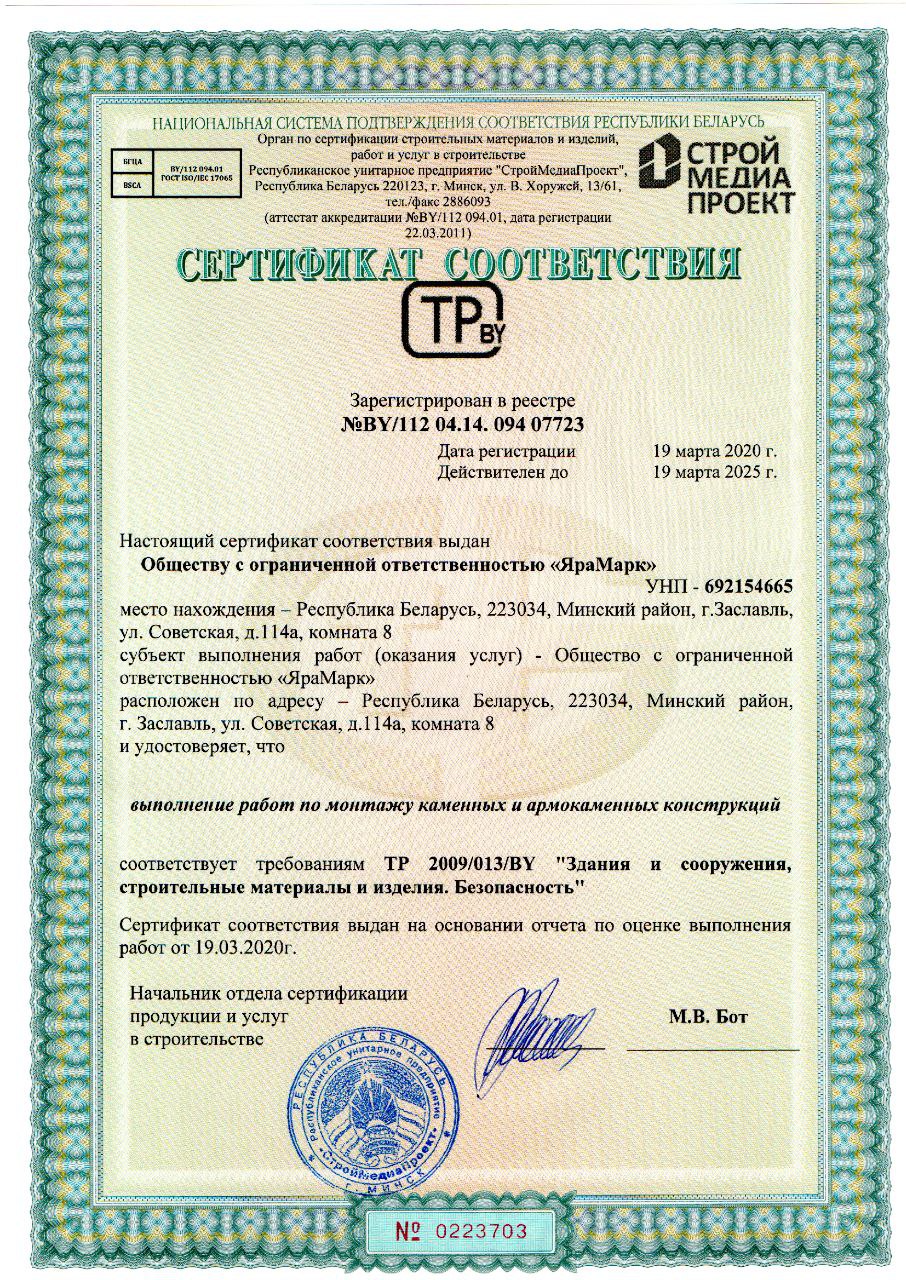 НАЦИОНАЛЬНАЯ СИСТЕМА ПОДТВЕРЖДЕНИЯ СООТВЕТСТВИЯ РЕСПУБЛИКИ БЕЛАРУСЬ
Орган по сертификации строительных материалов и изделий,
работ и услуг в строительстве
Республиканское унитарное предприятие "СтройМедиаПроект",
Республика Беларусь 220123, г. Минск, ул. В. Хоружей, 13/61,
тел./факс 2886093
(аттестат аккредитации №BY/112 094.01, дата регистрации
22.03.2011)
БГЦА
BSCA
BY/112 094.01
ГОСТ ISO/IEC 17065
СТРОЙ
МЕДИА
ПРОЕКТ
СЕРТИФИКАТ СООТВЕТСТВИЯ
ТР BY
Зарегистрирован в реестре
№BY/112 04.14. 094 07723
Дата регистрации 19 марта 2020 г.
Действителен до 19 марта 2025 г.
Настоящий сертификат соответствия выдан
Обществу с ограниченной ответственностью «ЯраМарк»
УНП - 692154665
место нахождения – Республика Беларусь, 223034, Минский район, г.Заславль,
ул. Советская, д.114а, комната 8
субъект выполнения работ (оказания услуг) - Общество с ограниченной
ответственностью «ЯраМарк»
расположен по адресу – Республика Беларусь, 223034, Минский район,
г. Заславль, ул. Советская, д.114а, комната 8
и удостоверяет, что
выполнение работ по монтажу каменных и армокаменных конструкций
соответствует требованиям ТР 2009/013/BY "Здания и сооружения,
строительные материалы и изделия. Безопасность"
Сертификат соответствия выдан на основании отчета по оценке выполнения
работ от 19.03.2020г.
Начальник отдела сертификации
продукции и услуг
в строительстве
М.В. Бот
РЕСПУБЛИКА БЕЛАРУСЬ
Республиканское унитарное предприятие
«СтройМедиаПроект»
г. МИНСК
№ 0223703